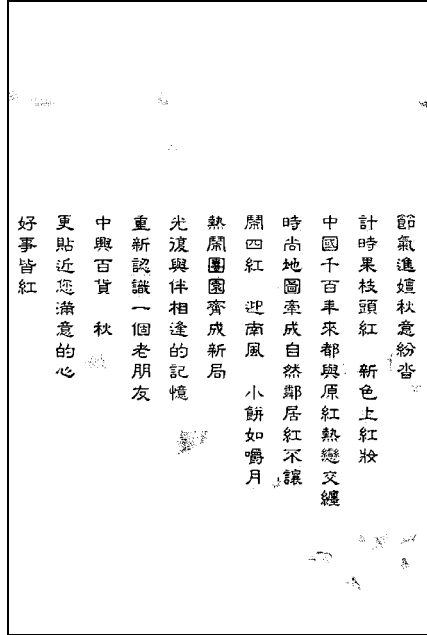 節氣進嬗秋意紛沓
計時果枝頭紅 新色上紅妝
中國千百年來都與原紅熱戀交纏
時尚地圖牽成自然鄰居紅不讓
鬧四紅 迎南風 小餅如嚼月
熱鬧團圓齊成新局
光復與伴相逢的記憶
重新認識一個老朋友
中興百貨 秋
更貼近您滿意的心
好事皆紅